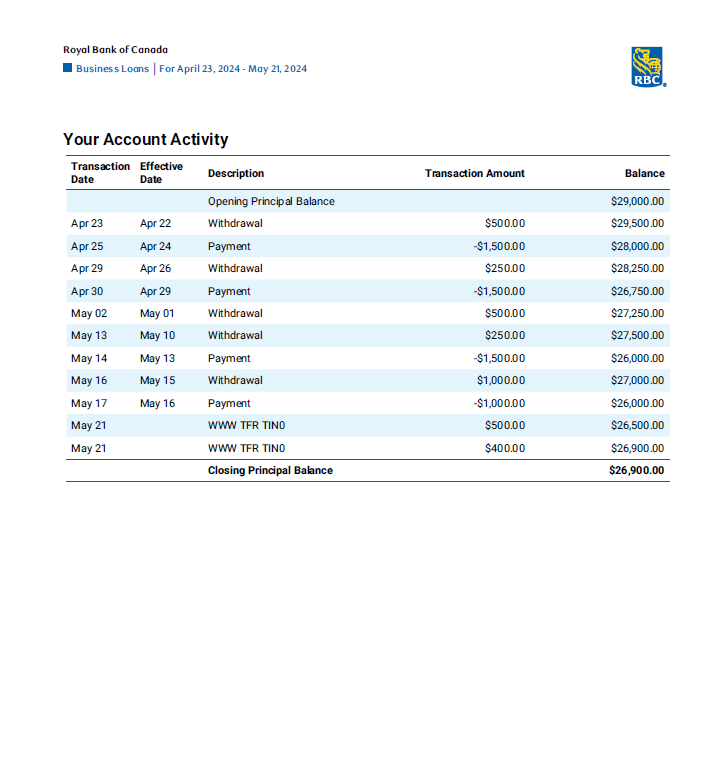 Royal Bank of Canada
Business Loans | For April 23, 2024 - May 21, 2024
RBC®
Your Account Activity
Transaction Date Effective Date Description Transaction Amount Balance
Opening Principal Balance $29,000.00
Apr 23 Apr 22 Withdrawal $500.00 $29,500.00
Apr 25 Apr 24 Payment -$1,500.00 $28,000.00
Apr 29 Apr 26 Withdrawal $250.00 $28,250.00
Apr 30 Apr 29 Payment -$1,500.00 $26,750.00
May 02 May 01 Withdrawal $500.00 $27,250.00
May 13 May 10 Withdrawal $250.00 $27,500.00
May 14 May 13 Payment -$1,500.00 $26,000.00
May 16 May 15 Withdrawal $1,000.00 $27,000.00
May 17 May 16 Payment -$1,000.00 $26,000.00
May 21 WWW TFR TIN0 $500.00 $26,500.00
May 21 WWW TFR TIN0 $400.00 $26,900.00
Closing Principal Balance $26,900.00